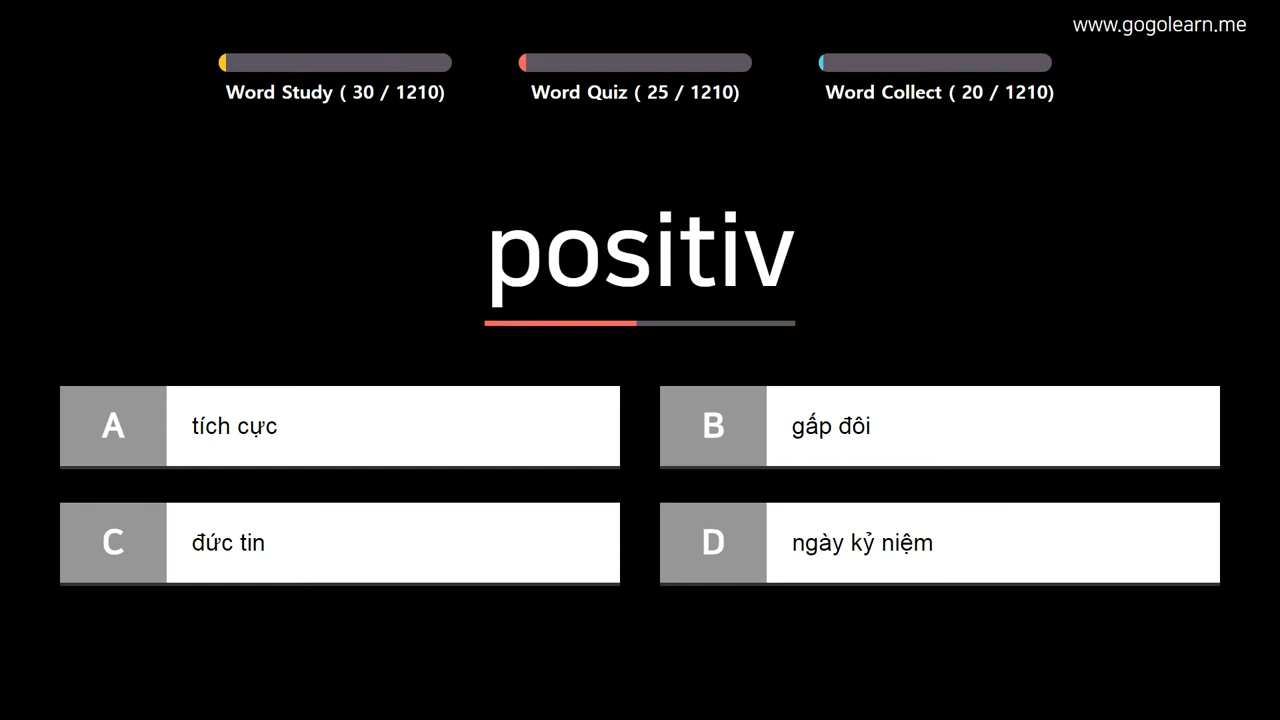 www.gogolearn.me
Word Study ( 30 / 1210)
Word Quiz ( 25 / 1210)
Word Collect ( 20 / 1210)
positiv
A
tích cực
B
gấp đôi
C
đức tin
D
ngày kỷ niệm